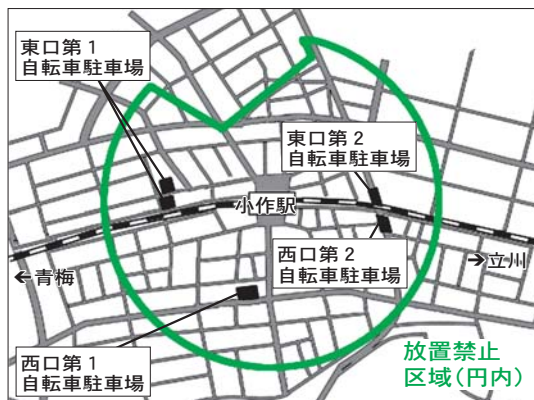 東口第1
自転車駐車場
東口第2
自転車駐車場
小作駅
西口第2
自転車駐車場
→立川
←青梅
西口第1
自転車駐車場
放置禁止
区域(円内)